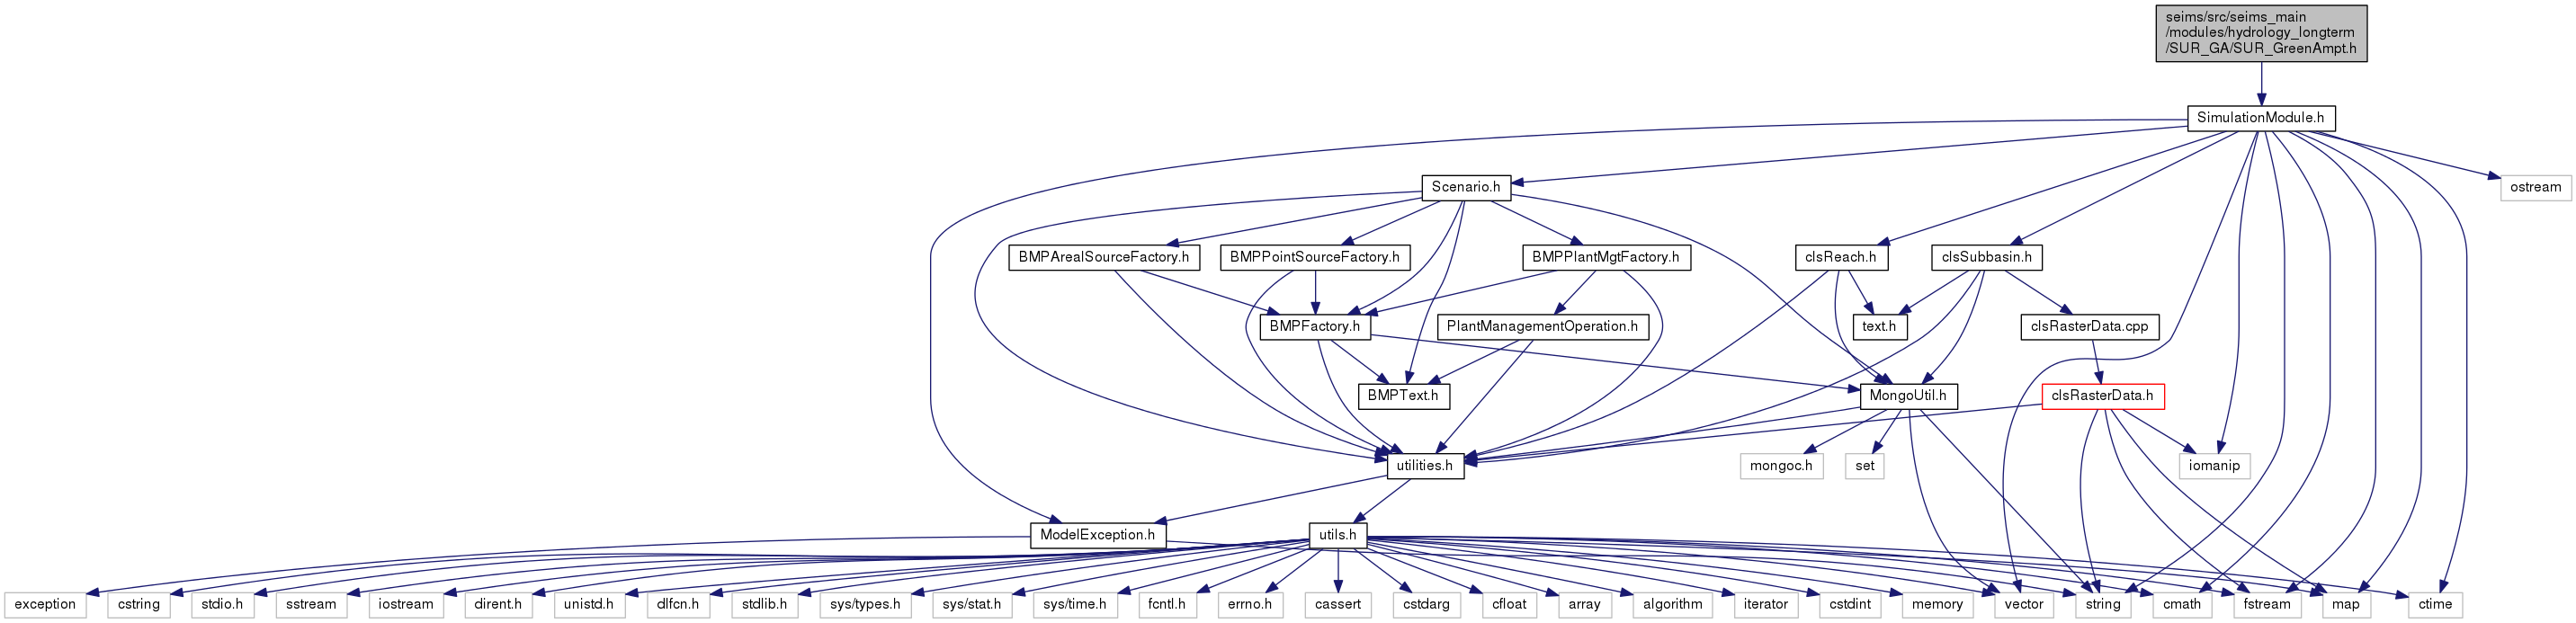 seims/src/seims_main
/modules/hydrology_longterm
/SUR_GA/SUR_GreenAmpt.h
SimulationModule.h
Scenario.h
ostream
BMPArealSourceFactory.h
BMPPointSourceFactory.h
BMPPlantMgtFactory.h
clsReach.h
clsSubbasin.h
BMPFactory.h
PlantManagementOperation.h
text.h
clsRasterData.cpp
BMPText.h
MongoUtil.h
clsRasterData.h
utilities.h
mongoc.h
set
iomanip
ModelException.h
utils.h
exception
cstring
stdio.h
sstream
iostream
dirent.h
unistd.h
dlfcn.h
stdlib.h
sys/types.h
sys/stat.h
sys/time.h
fcntl.h
errno.h
cassert
cstdarg
cfloat
array
algorithm
iterator
cstdint
memory
vector
string
cmath
fstream
map
ctime